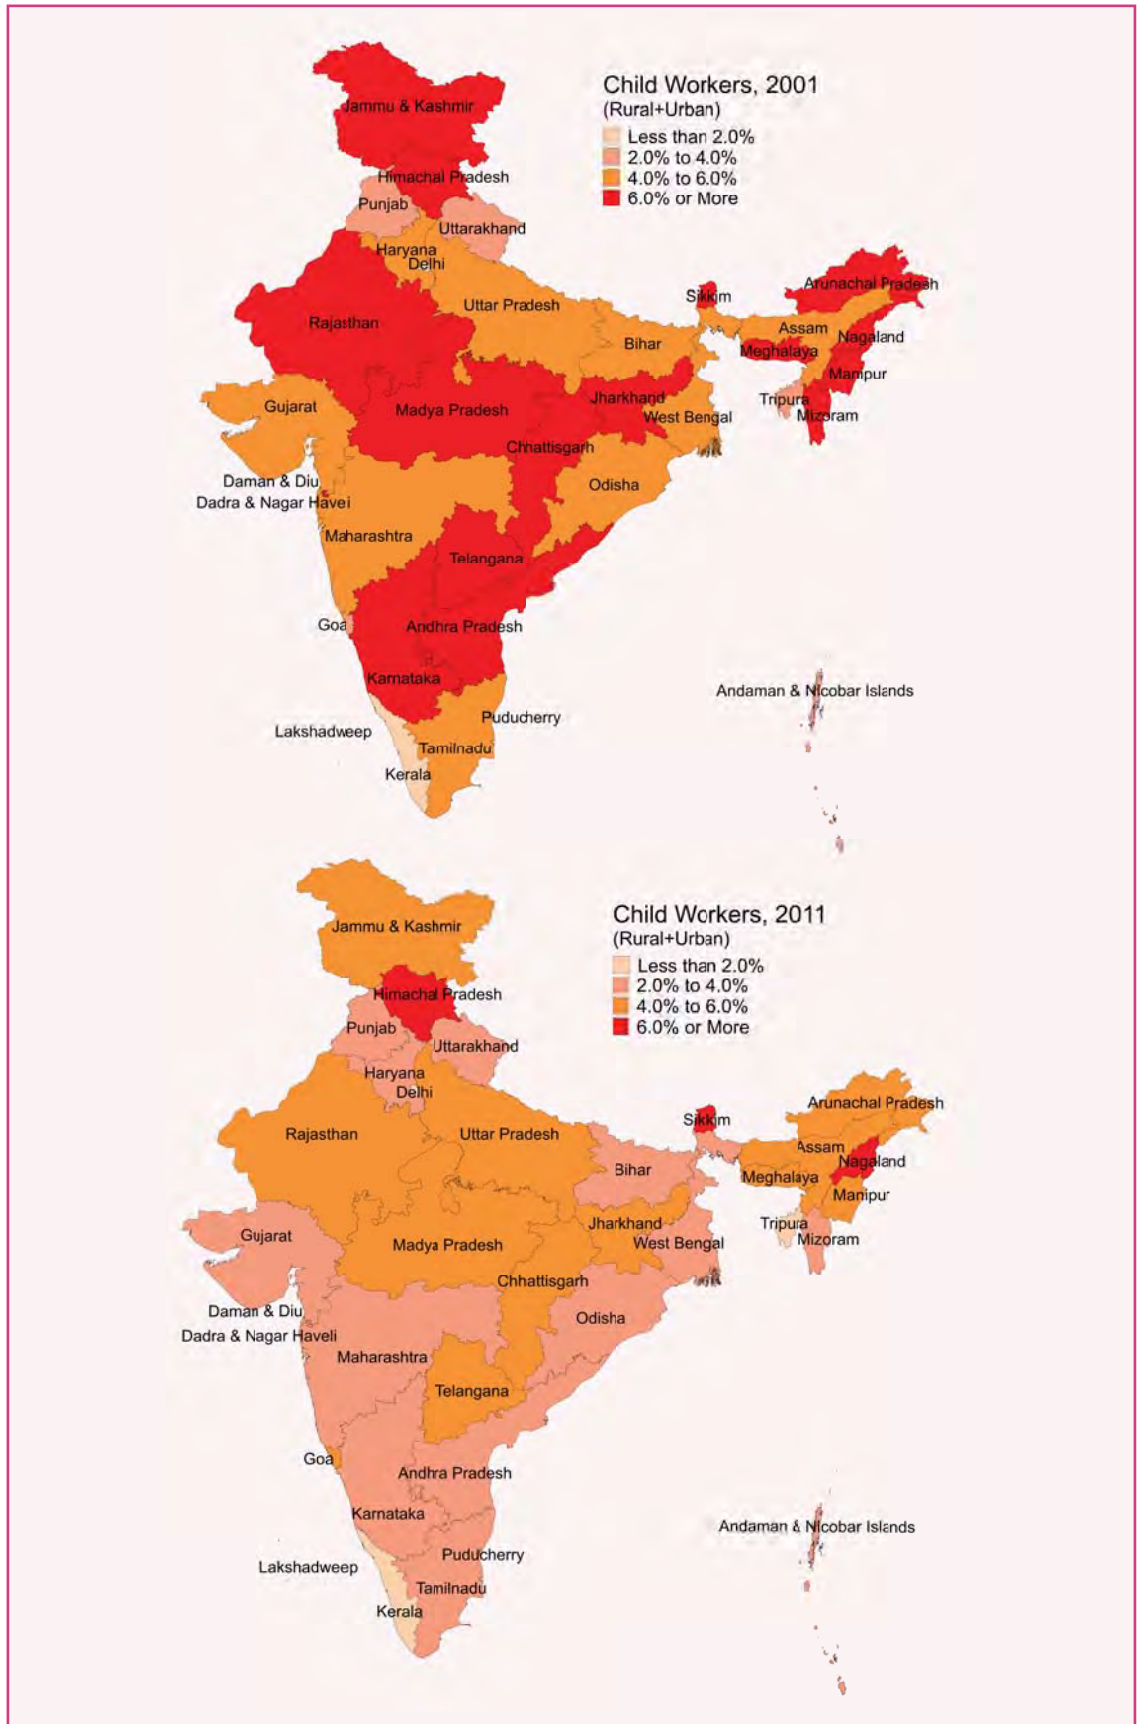 Child Workers, 2001
(Rural+Urban)
Less than 2.0%
2.0% to 4.0%
4.0% to 6.0%
6.0% or More
Jammu & Kashmir
Himachal Pradesh
Punjab
Uttarakhand
Haryana
Delhi
Uttar Pradesh
Rajasthan
Bihar
Sikkim
Arunachal Pradesh
Assam
Nagaland
Meghalaya
Manipur
Tripura
Mizoram
Gujarat
Madya Pradesh
Jharkhand
West Bengal
Chhattisgarh
Odisha
Daman & Diu
Dadra & Nagar Haveli
Maharashtra
Telangana
Goa
Andhra Pradesh
Karnataka
Andaman & Nicobar Islands
Puducherry
Lakshadweep
Tamilnadu
Kerala
Child Workers, 2011
(Rural+Urban)
Less than 2.0%
2.0% to 4.0%
4.0% to 6.0%
6.0% or More
Jammu & Kashmir
Himachal Pradesh
Punjab
Uttarakhand
Haryana
Delhi
Rajasthan
Uttar Pradesh
Bihar
Sikkim
Arunachal Pradesh
Assam
Nagaland
Meghalaya
Manipur
Tripura
Mizoram
Gujarat
Madya Pradesh
Jharkhand
West Bengal
Chhattisgarh
Odisha
Daman & Diu
Dadra & Nagar Haveli
Maharashtra
Telangana
Goa
Andhra Pradesh
Karnataka
Andaman & Nicobar Islands
Puducherry
Lakshadweep
Tamilnadu
Kerala